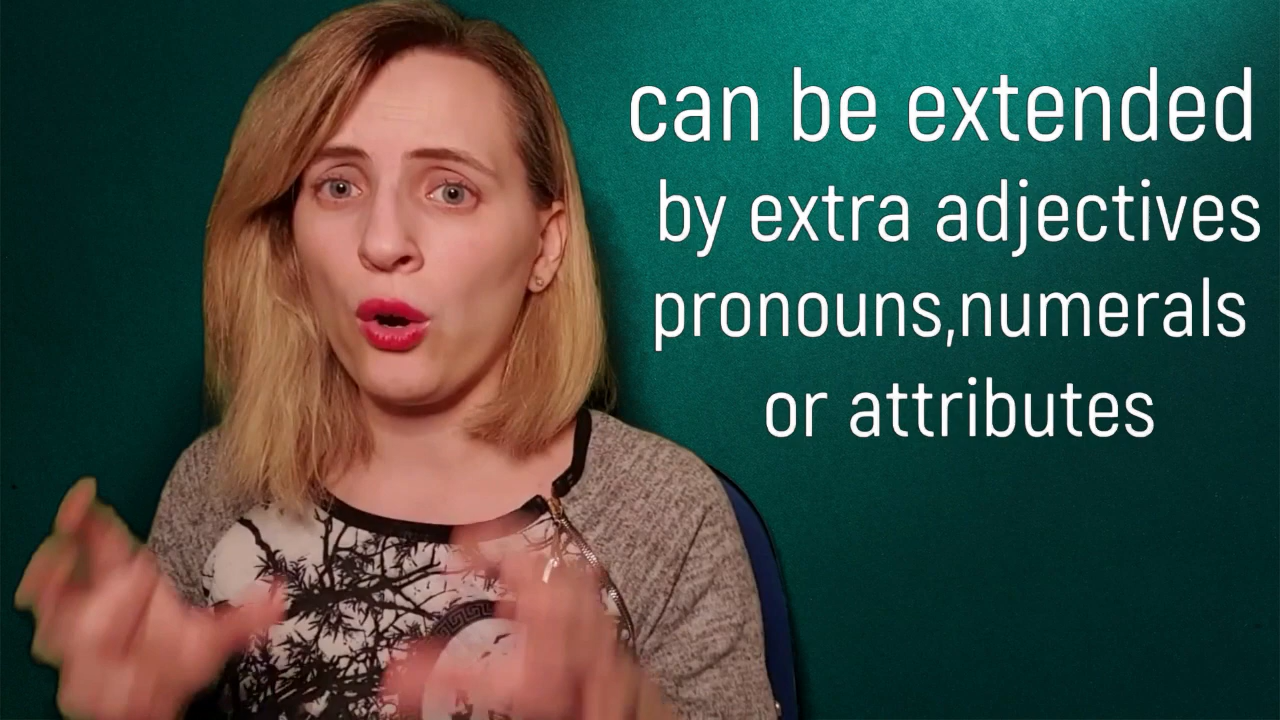 can be extended
by extra adjectives
pronouns,numerals
or attributes